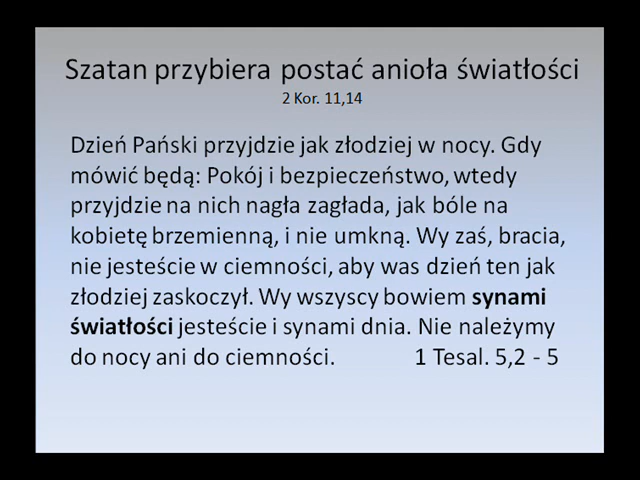 Szatan przybiera postać anioła światłości
2 Kor. 11,14
Dzień Pański przyjdzie jak złodziej w nocy. Gdy
mówić będą: Pokój i bezpieczeństwo, wtedy
przyjdzie na nich nagła zagłada, jak bóle na
kobietę brzemienną, i nie umkną. Wy zaś, bracia,
nie jesteście w ciemności, aby was dzień ten jak
złodziej zaskoczył. Wy wszyscy bowiem synami
światłości jesteście i synami dnia. Nie należymy
do nocy ani do ciemności. 1 Tesal. 5,2 - 5